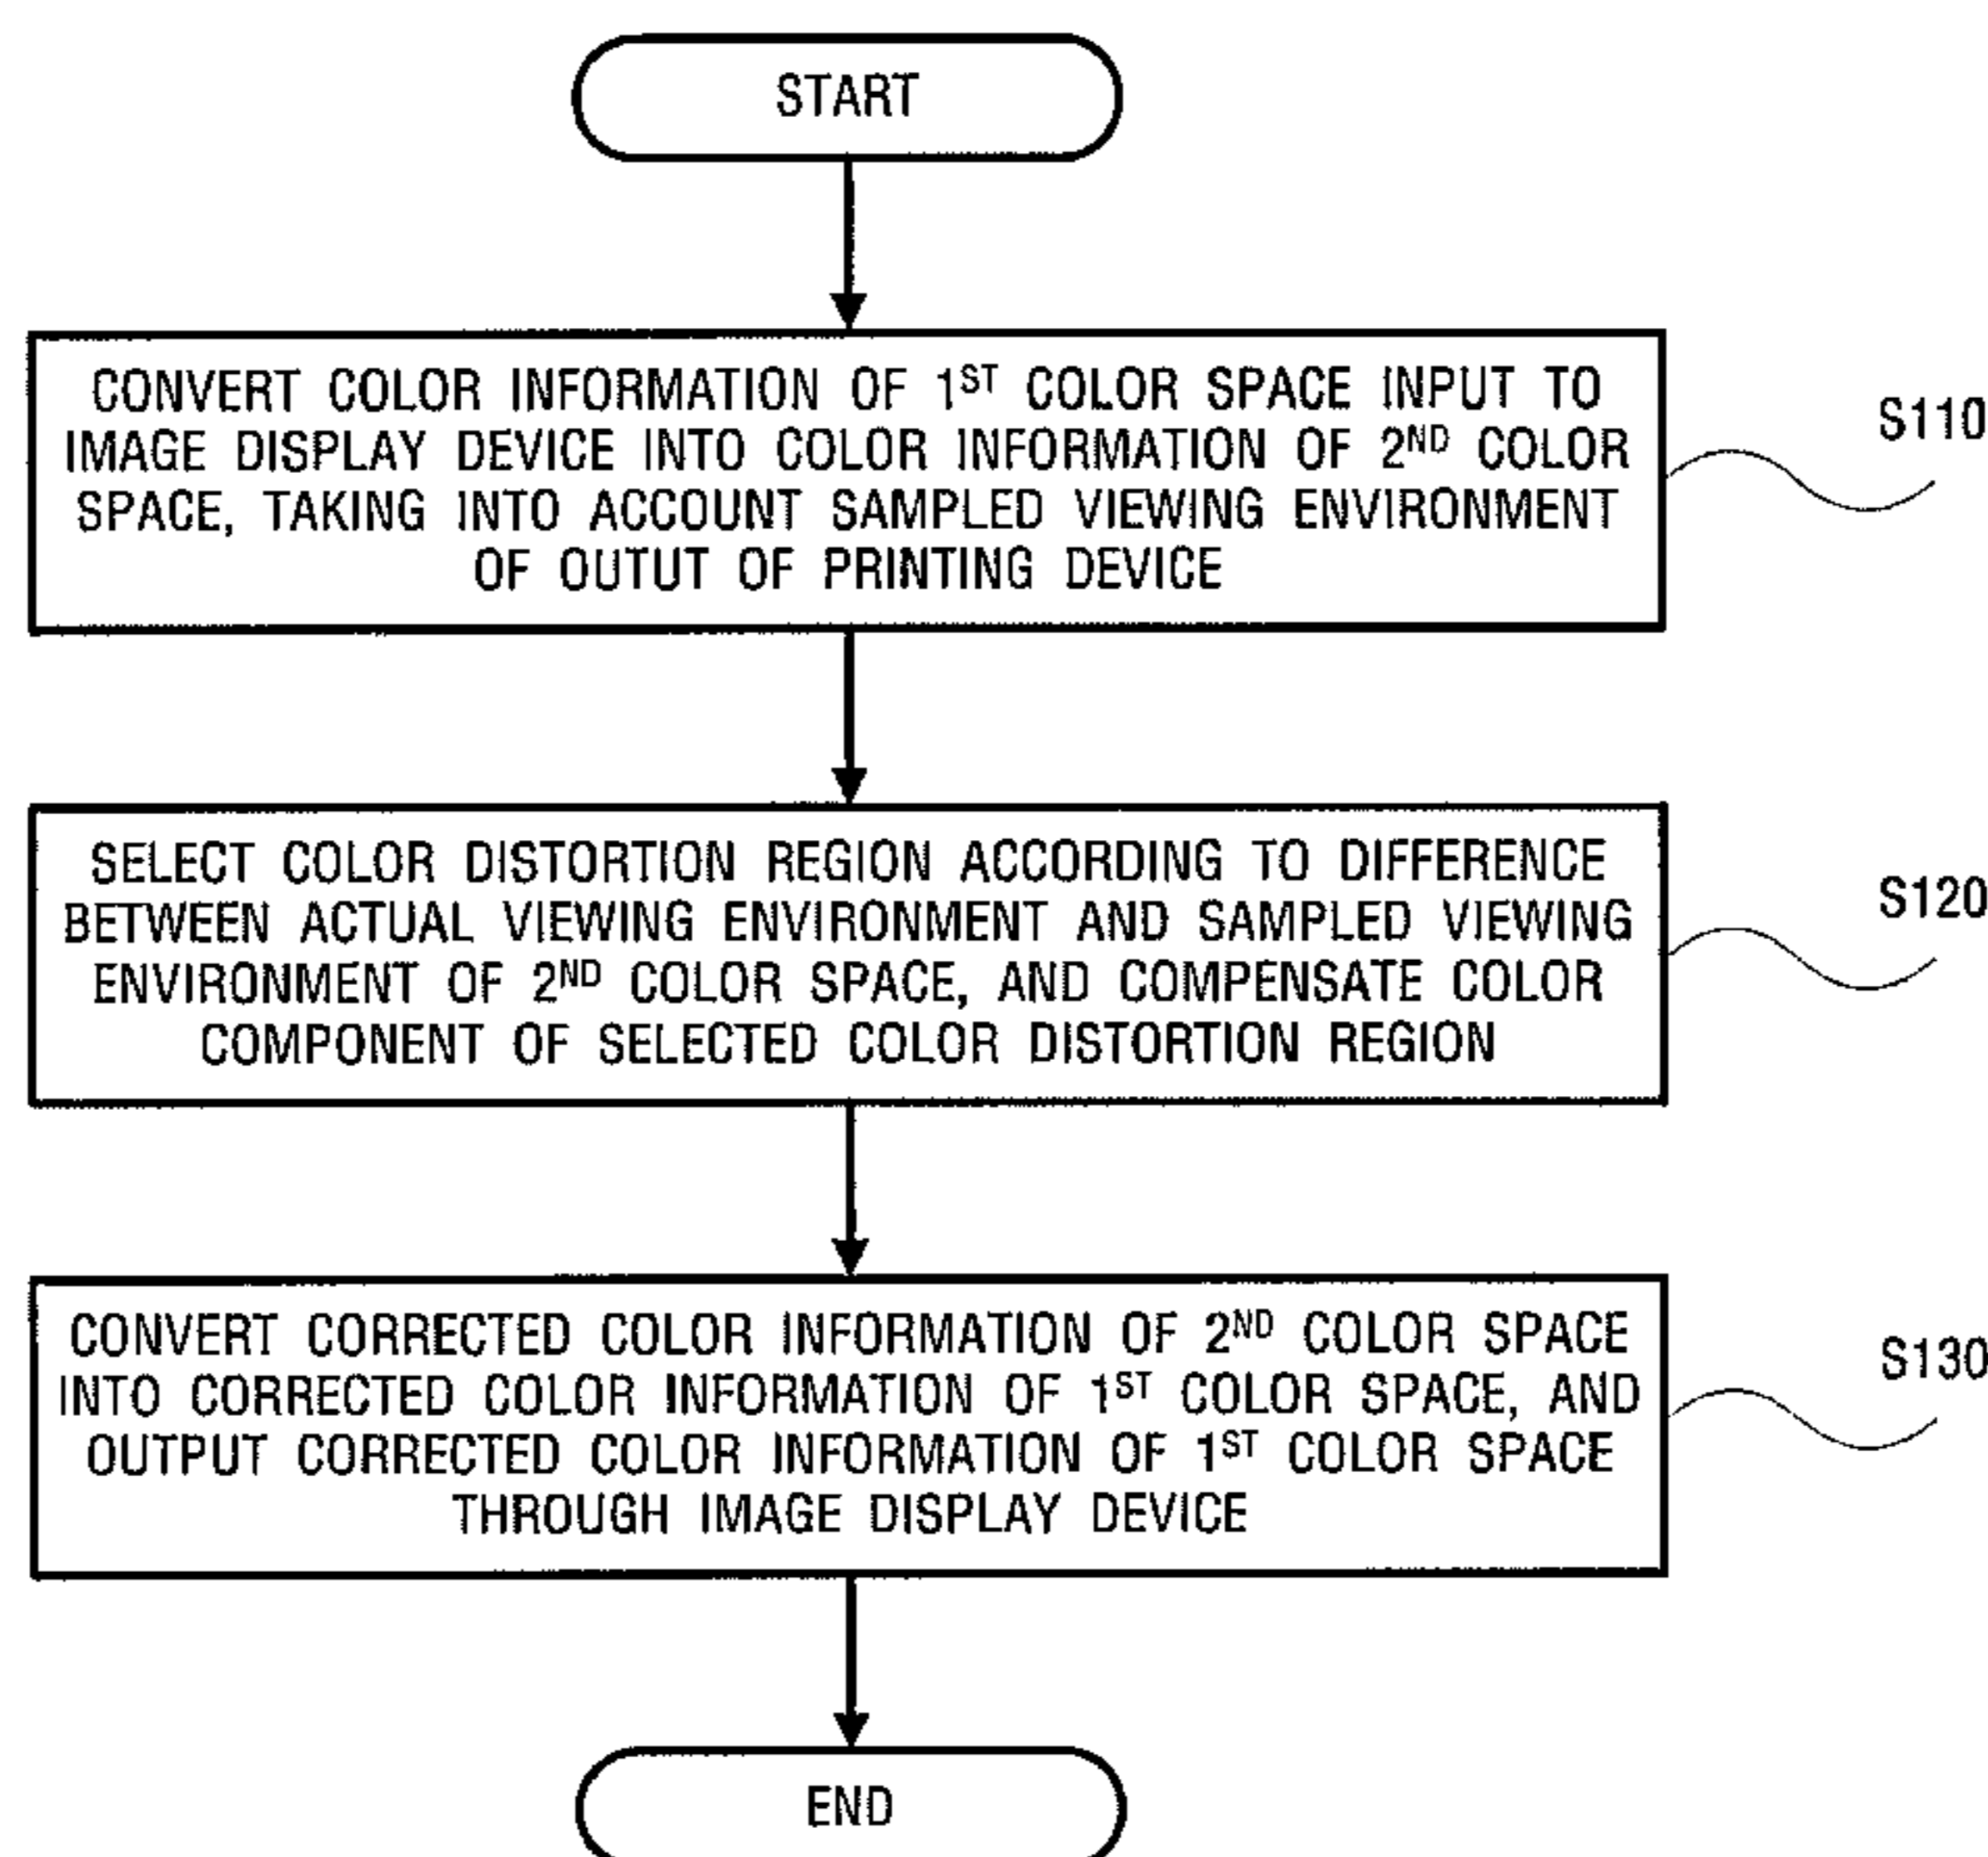 START
CONVERT COLOR INFORMATION OF 1ST COLOR SPACE INPUT TO
IMAGE DISPLAY DEVICE INTO COLOR INFORMATION OF 2ND COLOR
SPACE, TAKING INTO ACCOUNT SAMPLED VIEWING ENVIRONMENT
OF OUTUT OF PRINTING DEVICE
S110
SELECT COLOR DISTORTION REGION ACCORDING TO DIFFERENCE
BETWEEN ACTUAL VIEWING ENVIRONMENT AND SAMPLED VIEWING
ENVIRONMENT OF 2ND COLOR SPACE, AND COMPENSATE COLOR
COMPONENT OF SELECTED COLOR DISTORTION REGION
S120
CONVERT CORRECTED COLOR INFORMATION OF 2ND COLOR SPACE
INTO CORRECTED COLOR INFORMATION OF 1ST COLOR SPACE, AND
OUTPUT CORRECTED COLOR INFORMATION OF 1ST COLOR SPACE
THROUGH IMAGE DISPLAY DEVICE
S130
END